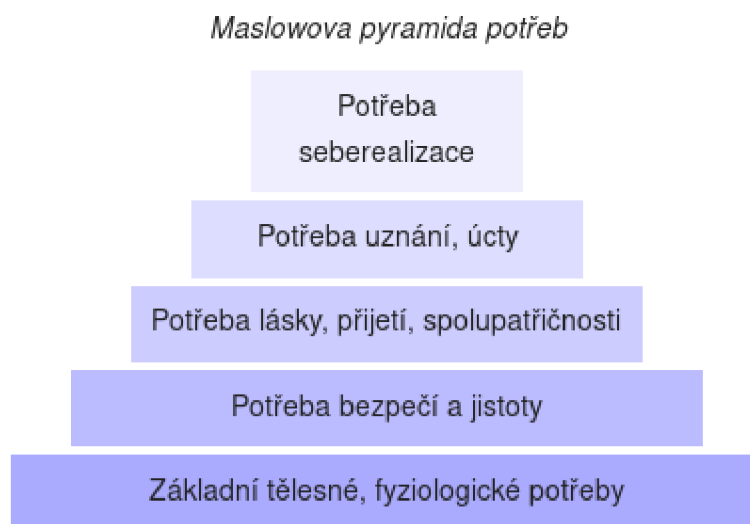 Maslowova pyramida potřeb
Potřeba
seberealizace
Potřeba uznání, úcty
Potřeba lásky, přijetí, spolupatřičnosti
Potřeba bezpečí a jistoty
Základní tělesné, fyziologické potřeby